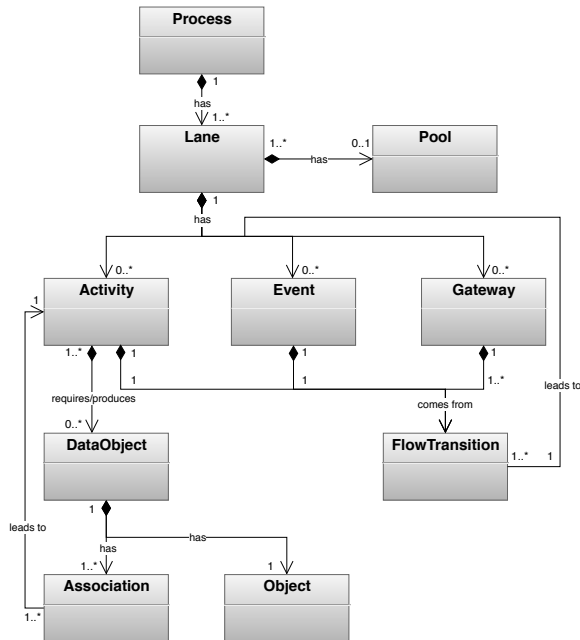 Process
1
has
1..*
Lane
1..*
0..1
has
Pool
1
has
0..*
0..*
0..*
Activity
Event
Gateway
1
1..*
1
1
1
1
1
1..*
leads to
requires/produces
comes from
0..*
DataObject
FlowTransition
1..*
1
1
leads to
has
has
1..*
1
Association
Object
1..*